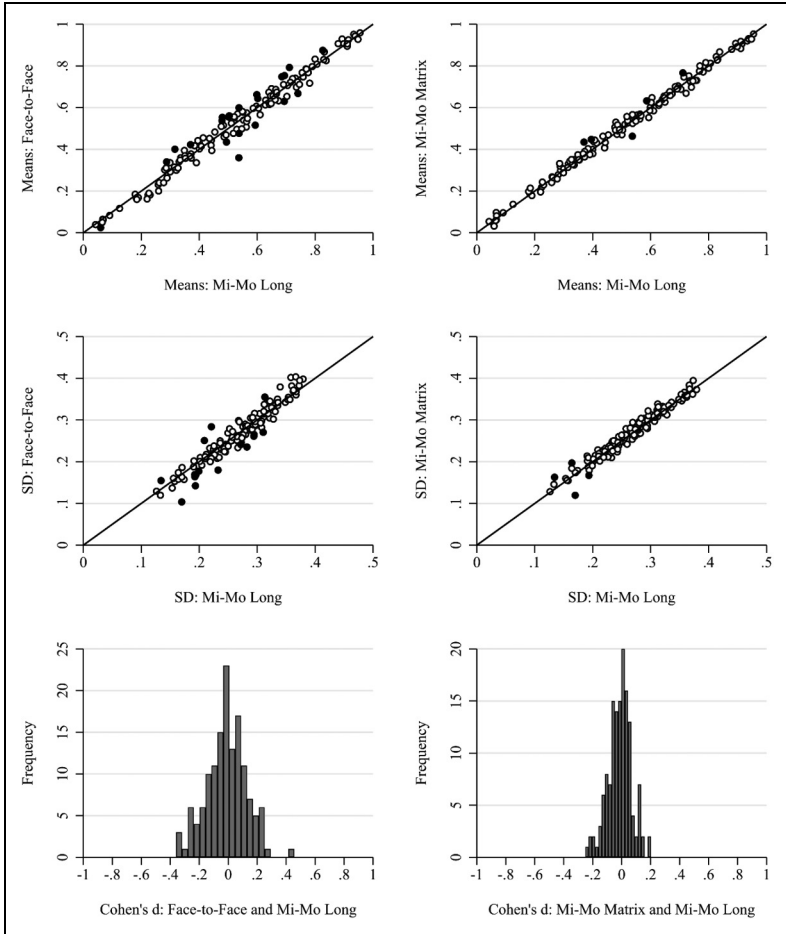 Means: Face-to-Face
1
.8
.6
.4
.2
0
0 .2 .4 .6 .8 1
Means: Mi-Mo Long
Means: Mi-Mo Matrix
1
.8
.6
.4
.2
0
0 .2 .4 .6 .8 1
Means: Mi-Mo Long
SD: Face-to-Face
.5
.4
.3
.2
.1
0
0 .1 .2 .3 .4 .5
SD: Mi-Mo Long
SD: Mi-Mo Matrix
.5
.4
.3
.2
.1
0
0 .1 .2 .3 .4 .5
SD: Mi-Mo Long
Frequency
25
20
15
10
5
0
-1 -.8 -.6 -.4 -.2 0 .2 .4 .6 .8 1
Cohen's d: Face-to-Face and Mi-Mo Long
Frequency
20
15
10
5
0
-1 -.8 -.6 -.4 -.2 0 .2 .4 .6 .8 1
Cohen's d: Mi-Mo Matrix and Mi-Mo Long